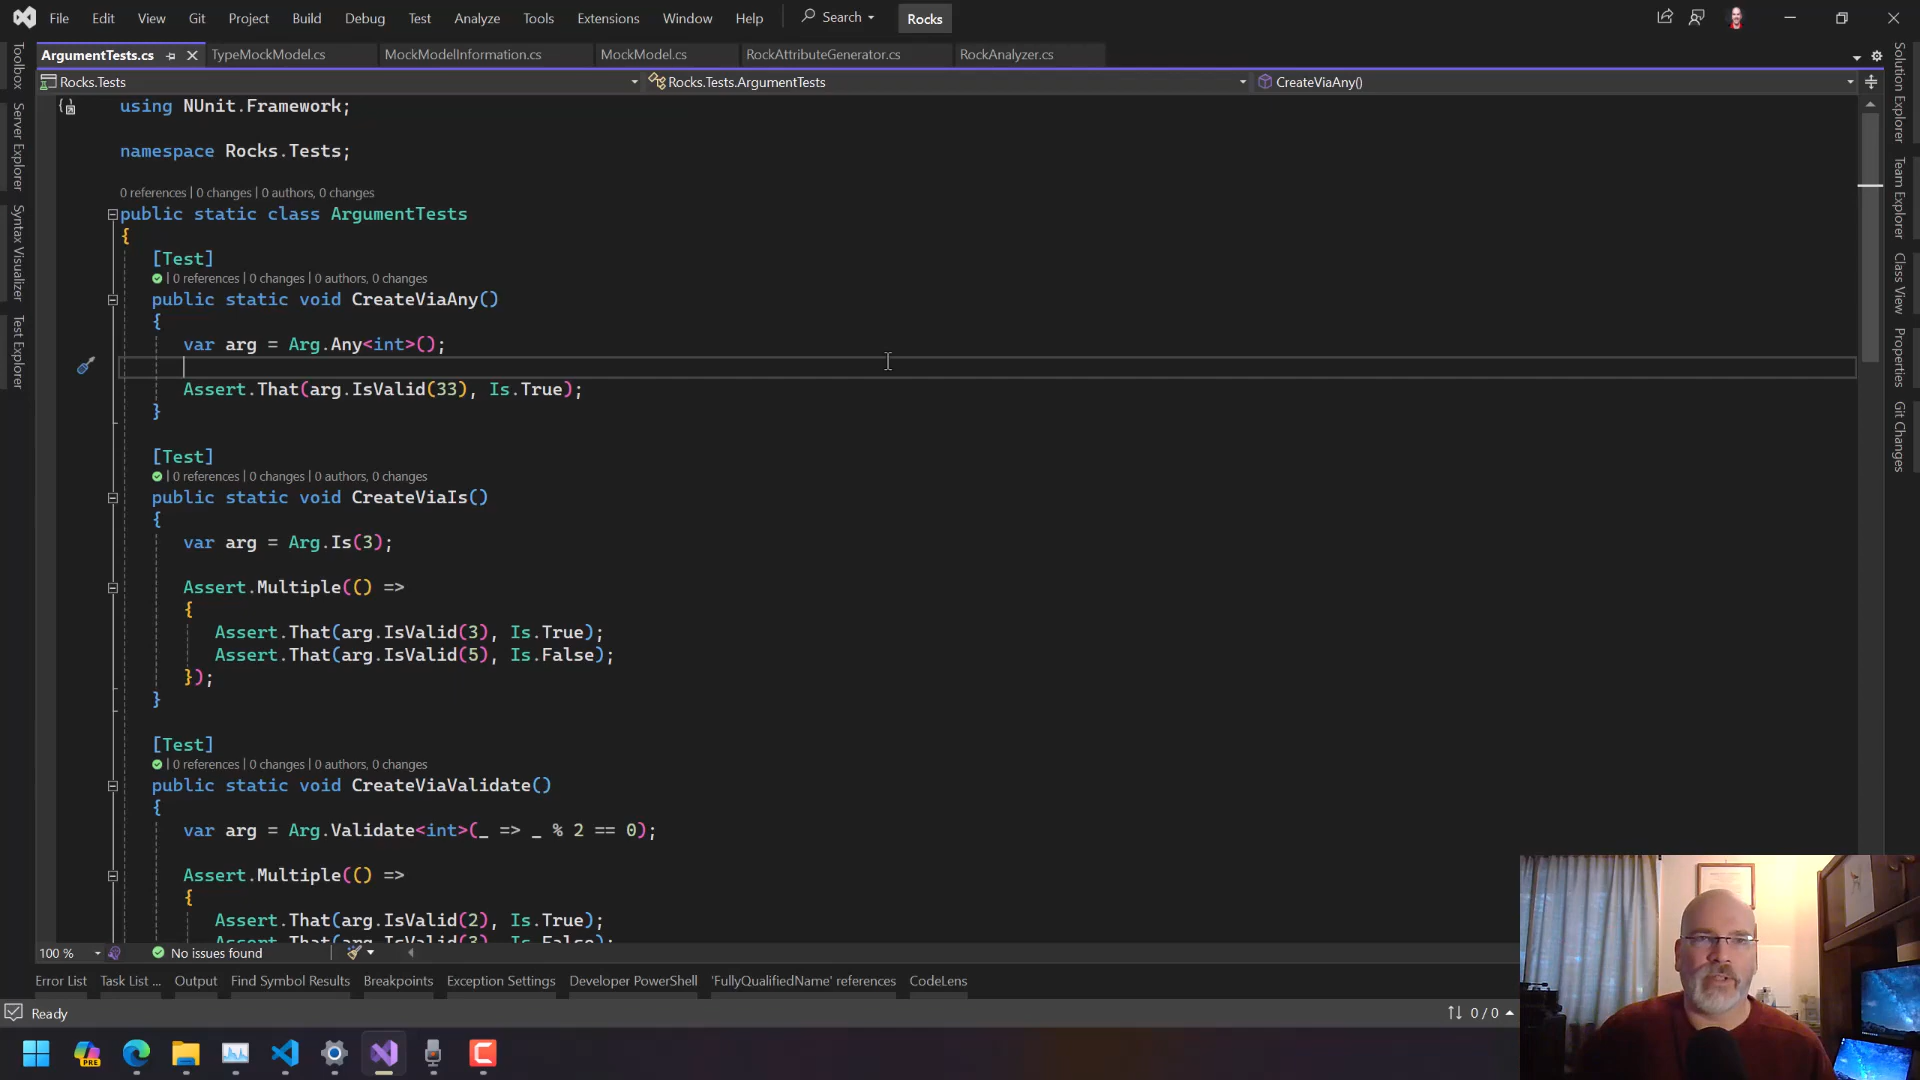 File Edit View Git Project Build Debug Test Analyze Tools Extensions Window Help Search Rocks
ArgumentTests.cs TypeMockModel.cs MockModelInformation.cs MockModel.cs RockAttributeGenerator.cs RockAnalyzer.cs
Rocks.Tests Rocks.Tests.ArgumentTests CreateViaAny()
Toolbox
Server Explorer
Syntax Visualizer
Test Explorer
using NUnit.Framework;
namespace Rocks.Tests;
0 references | 0 changes | 0 authors, 0 changes
public static class ArgumentTests
{
[Test]
0 references | 0 changes | 0 authors, 0 changes
public static void CreateViaAny()
{
var arg = Arg.Any<int>();
Assert.That(arg.IsValid(33), Is.True);
}
[Test]
0 references | 0 changes | 0 authors, 0 changes
public static void CreateViaIs()
{
var arg = Arg.Is(3);
Assert.Multiple(() =>
{
Assert.That(arg.IsValid(3), Is.True);
Assert.That(arg.IsValid(5), Is.False);
});
}
[Test]
0 references | 0 changes | 0 authors, 0 changes
public static void CreateViaValidate()
{
var arg = Arg.Validate<int>(_ => _ % 2 == 0);
Assert.Multiple(() =>
{
Assert.That(arg.IsValid(2), Is.True);
Assert.That(arg.IsValid(3), Is.False);
Solution Explorer
Team Explorer
Class View
Properties
Git Changes
100 % No issues found
Error List Task List ... Output Find Symbol Results Breakpoints Exception Settings Developer PowerShell 'FullyQualifiedName' references CodeLens
Ready 0 / 0
PRE